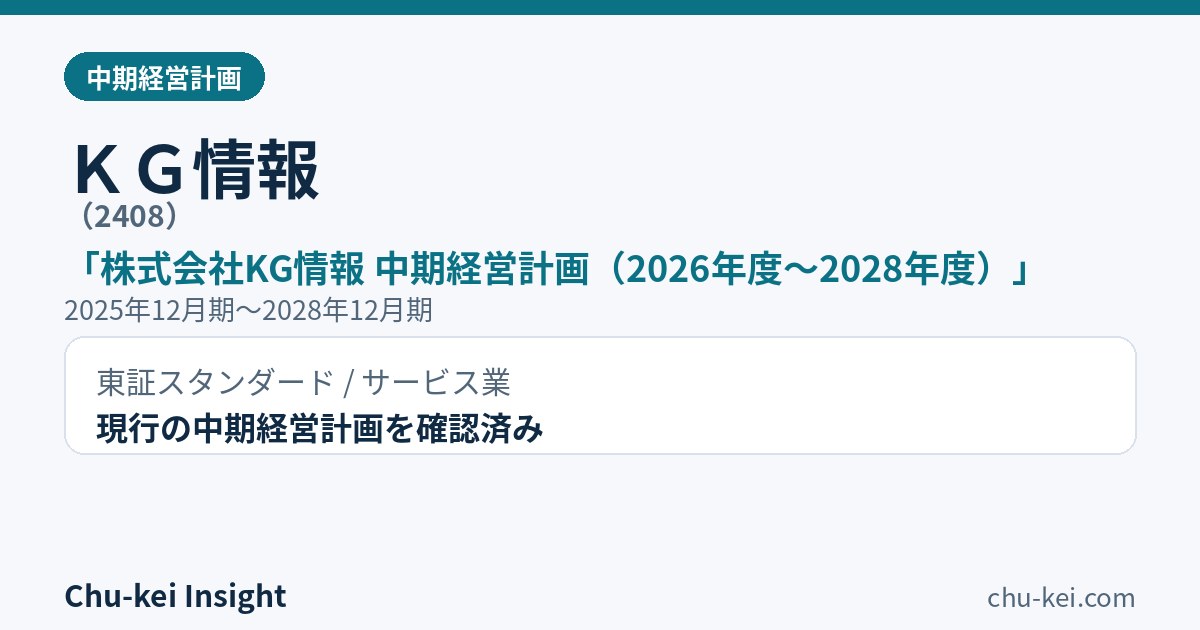 中期経営計画
ＫＧ情報
（2408）
「株式会社KG情報 中期経営計画（2026年度～2028年度）」
2025年12月期～2028年12月期
東証スタンダード / サービス業
現行の中期経営計画を確認済み
Chu-kei Insight
chu-kei.com